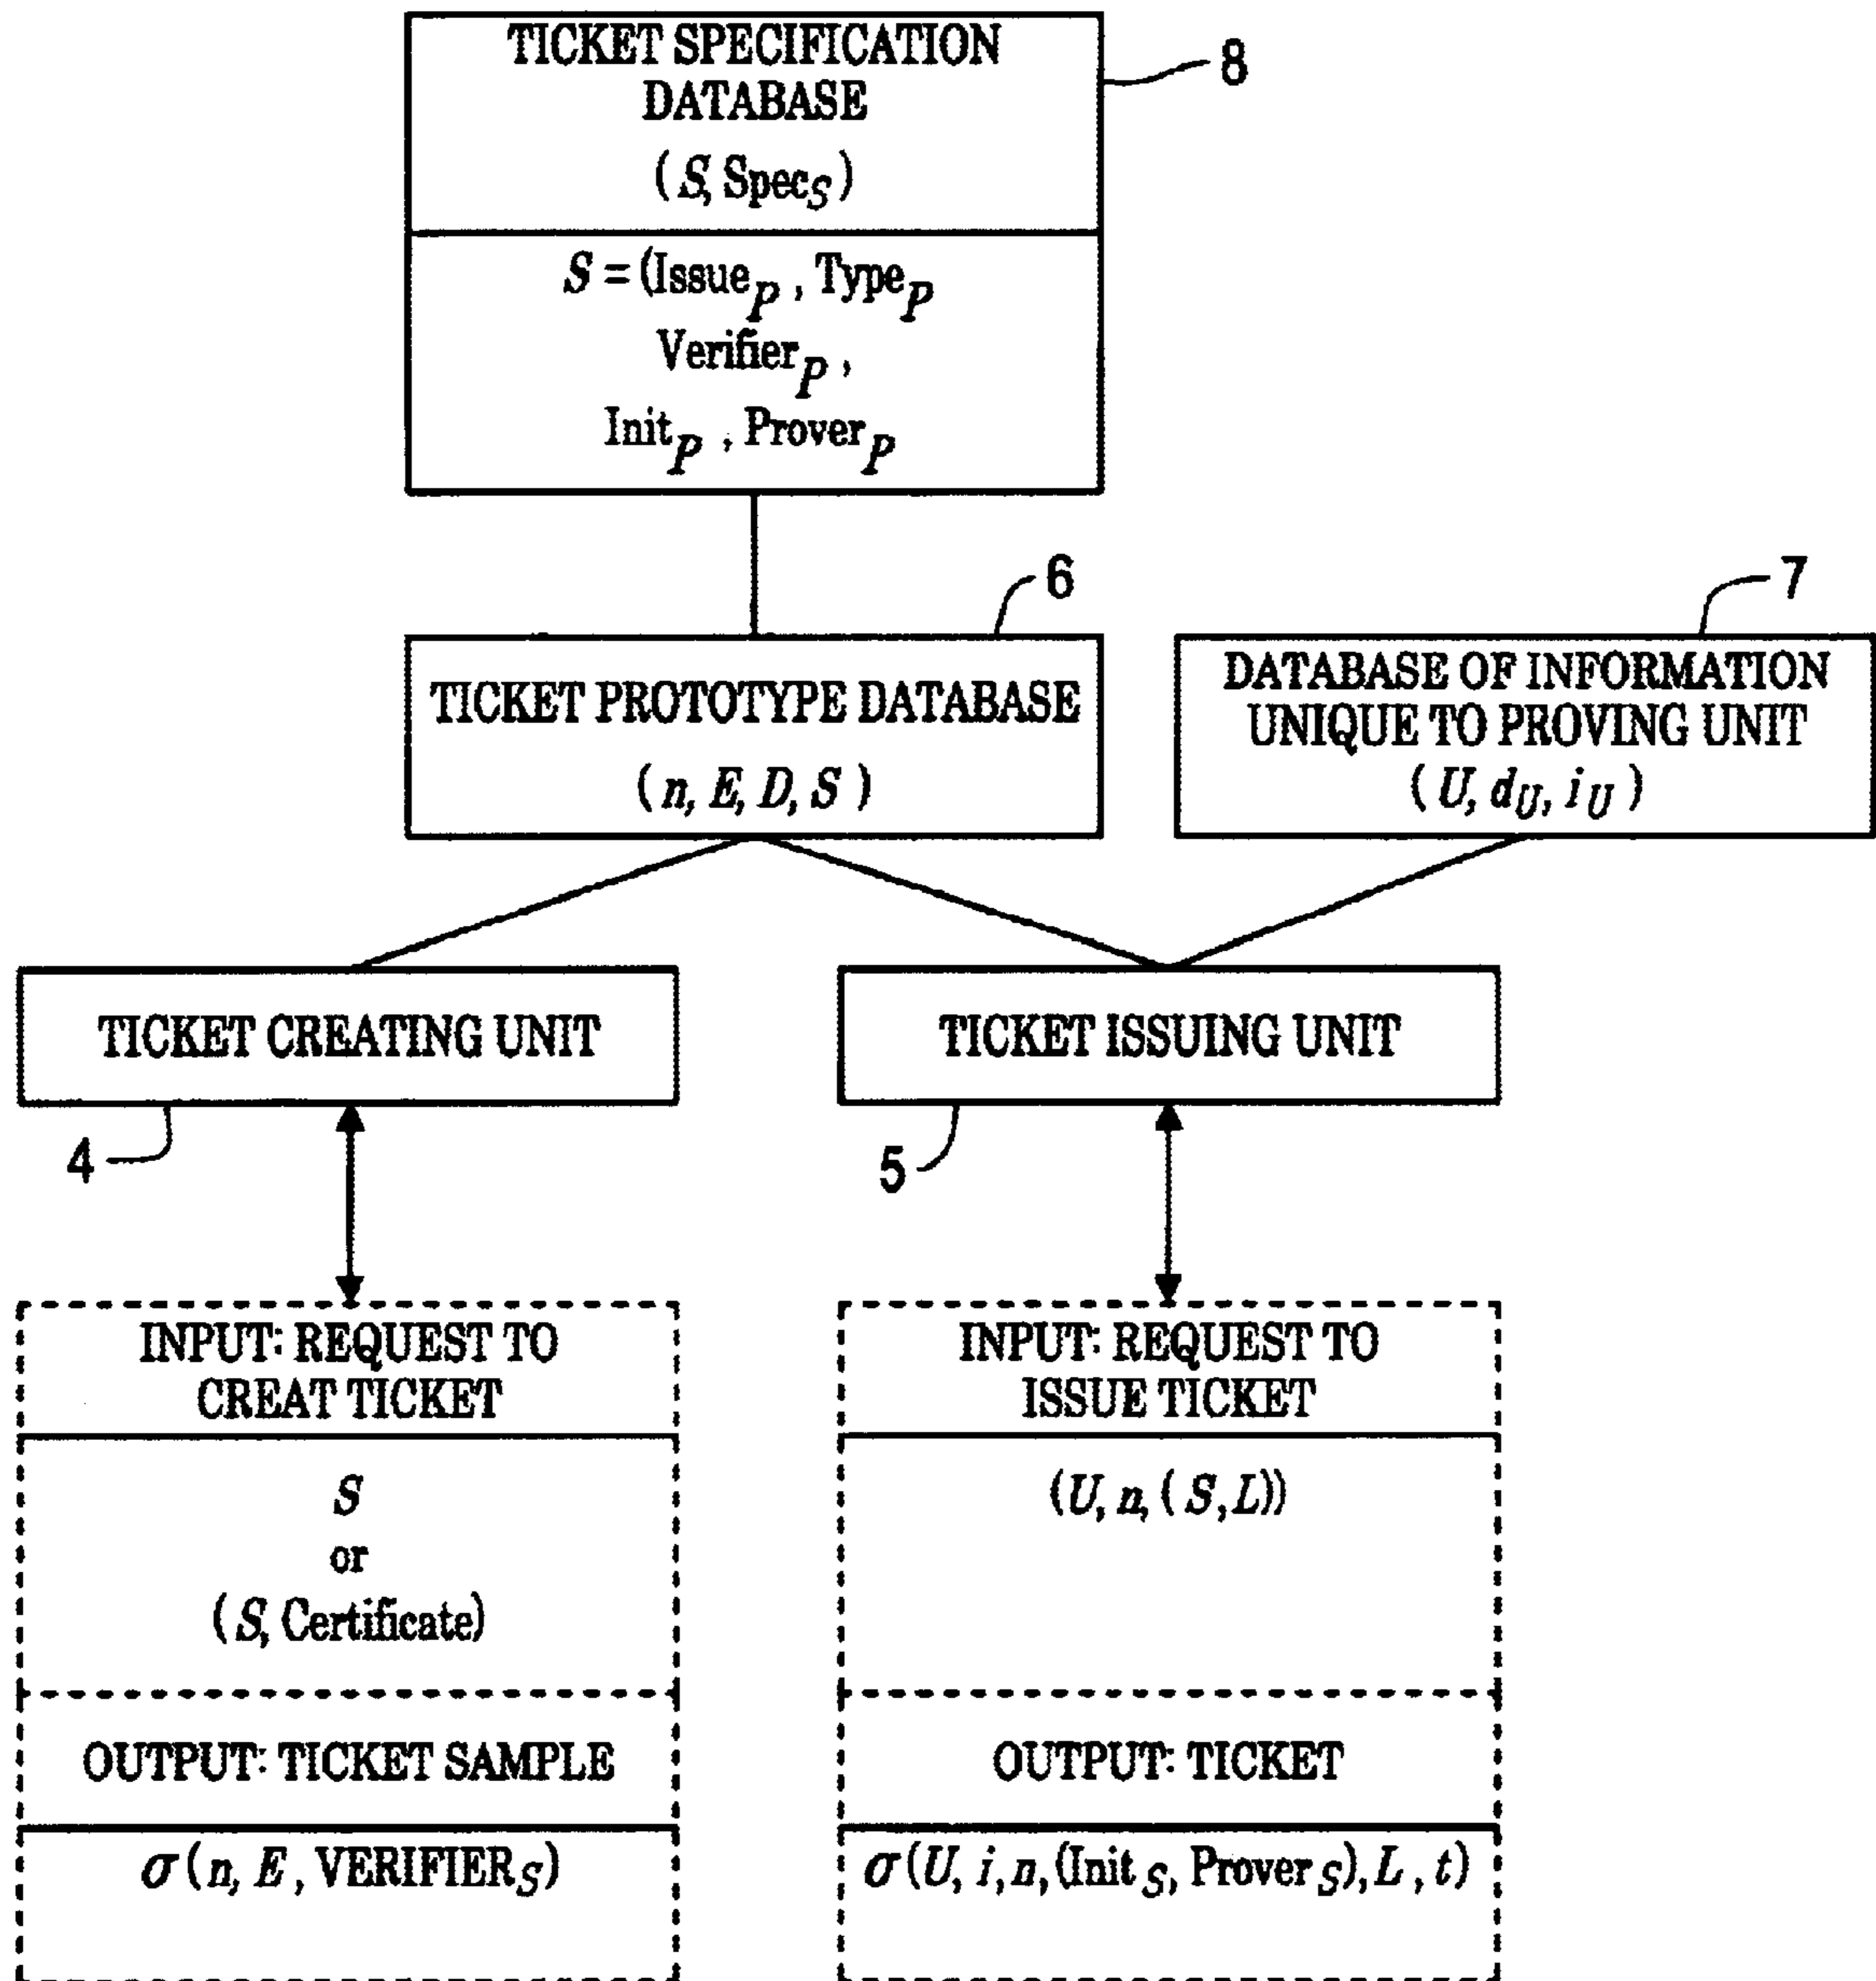 TICKET SPECIFICATION
DATABASE
(S, Spec_S)
8
S = (Issue_P , Type_P
Verifier_P ,
Init_P , Prover_P
6
7
TICKET PROTOTYPE DATABASE
(n, E, D, S)
DATABASE OF INFORMATION
UNIQUE TO PROVING UNIT
(U, d_U, i_U)
TICKET CREATING UNIT
TICKET ISSUING UNIT
4
5
INPUT: REQUEST TO
CREAT TICKET
S
or
(S, Certificate)
OUTPUT: TICKET SAMPLE
σ(n, E, VERIFIER_S)
INPUT: REQUEST TO
ISSUE TICKET
(U, n, (S, L))
OUTPUT: TICKET
σ(U, i, n, (Init_S, Prover_S), L, t)